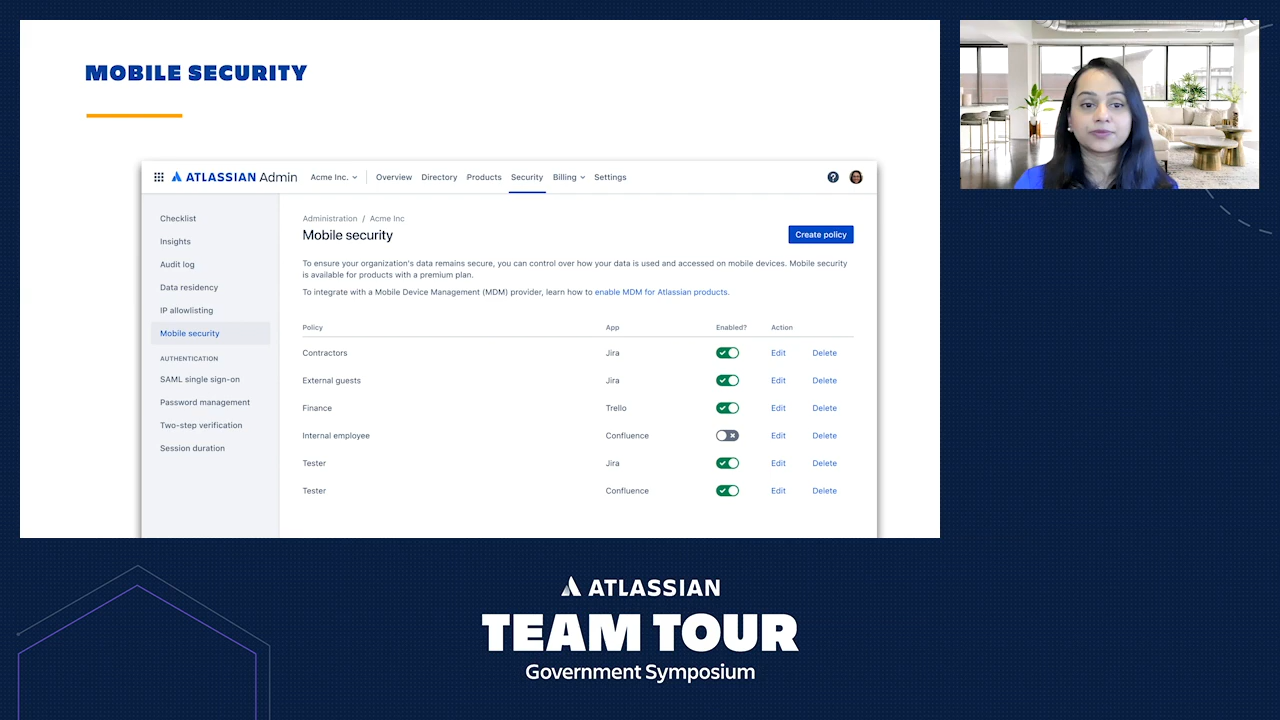 MOBILE SECURITY
ATLASSIAN Admin Acme Inc. Overview Directory Products Security Billing Settings
Checklist
Insights
Audit log
Data residency
IP allowlisting
Mobile security
AUTHENTICATION
SAML single sign-on
Password management
Two-step verification
Session duration
Administration / Acme Inc
Mobile security
Create policy
To ensure your organization's data remains secure, you can control over how your data is used and accessed on mobile devices. Mobile security
is available for products with a premium plan.
To integrate with a Mobile Device Management (MDM) provider, learn how to enable MDM for Atlassian products.
Policy App Enabled? Action
Contractors Jira Edit Delete
External guests Jira Edit Delete
Finance Trello Edit Delete
Internal employee Confluence Edit Delete
Tester Jira Edit Delete
Tester Confluence Edit Delete
ATLASSIAN
TEAM TOUR
Government Symposium